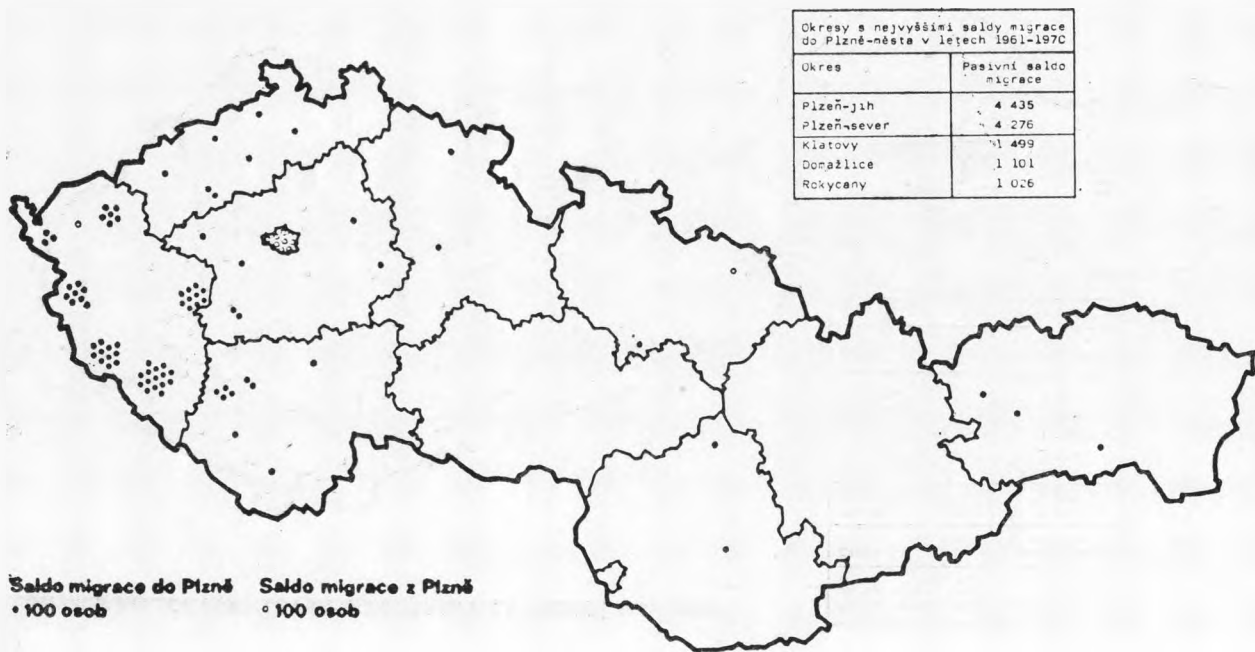 Okresy s nejvyššími saldy migrace
do Plzně-města v letech 1961-1970
Okres Pasivní saldo
migrace
Plzeň-jih 4 435
Plzeň-sever 4 276
Klatovy 1 499
Domažlice 1 101
Rokycany 1 026
Saldo migrace do Plzně Saldo migrace z Plzně
100 osob 100 osob